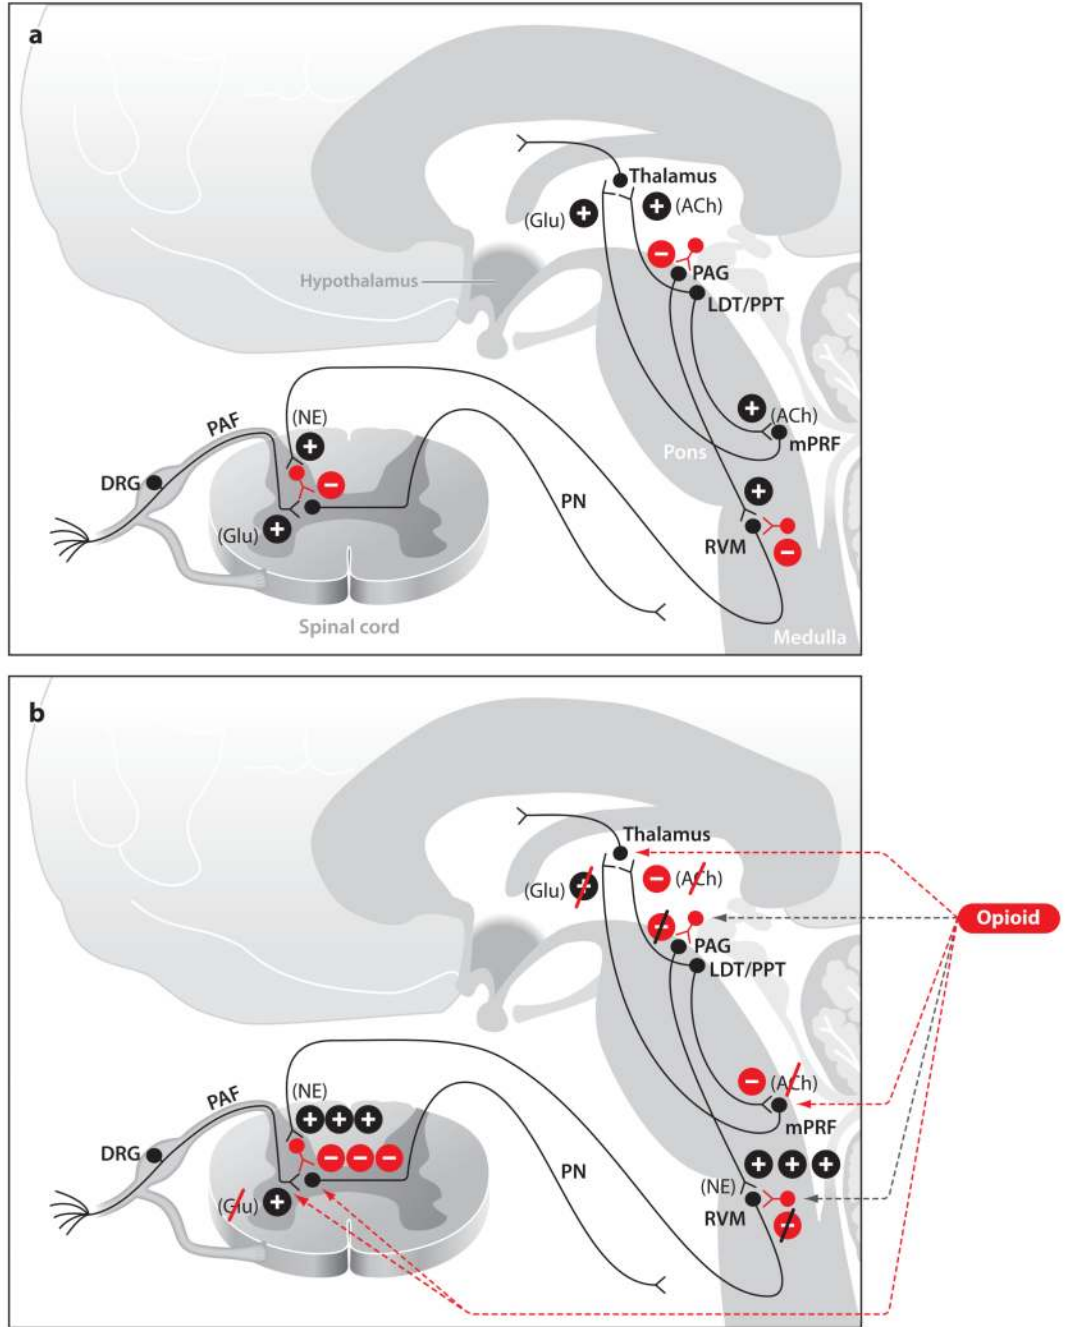 a
Thalamus
(Glu) + + (ACh)
−
PAG
Hypothalamus
LDT/PPT
(NE)
PAF
+
+ (ACh)
mPRF
Pons
DRG
−
PN
+
(Glu) +
RVM
−
Spinal cord
Medulla
b
Thalamus
(Glu) + − (ACh)
Opioid
−
PAG
LDT/PPT
(NE)
PAF
− (ACh)
+++
mPRF
DRG
−−−
PN
+++
(NE)
(Glu) +
RVM
−